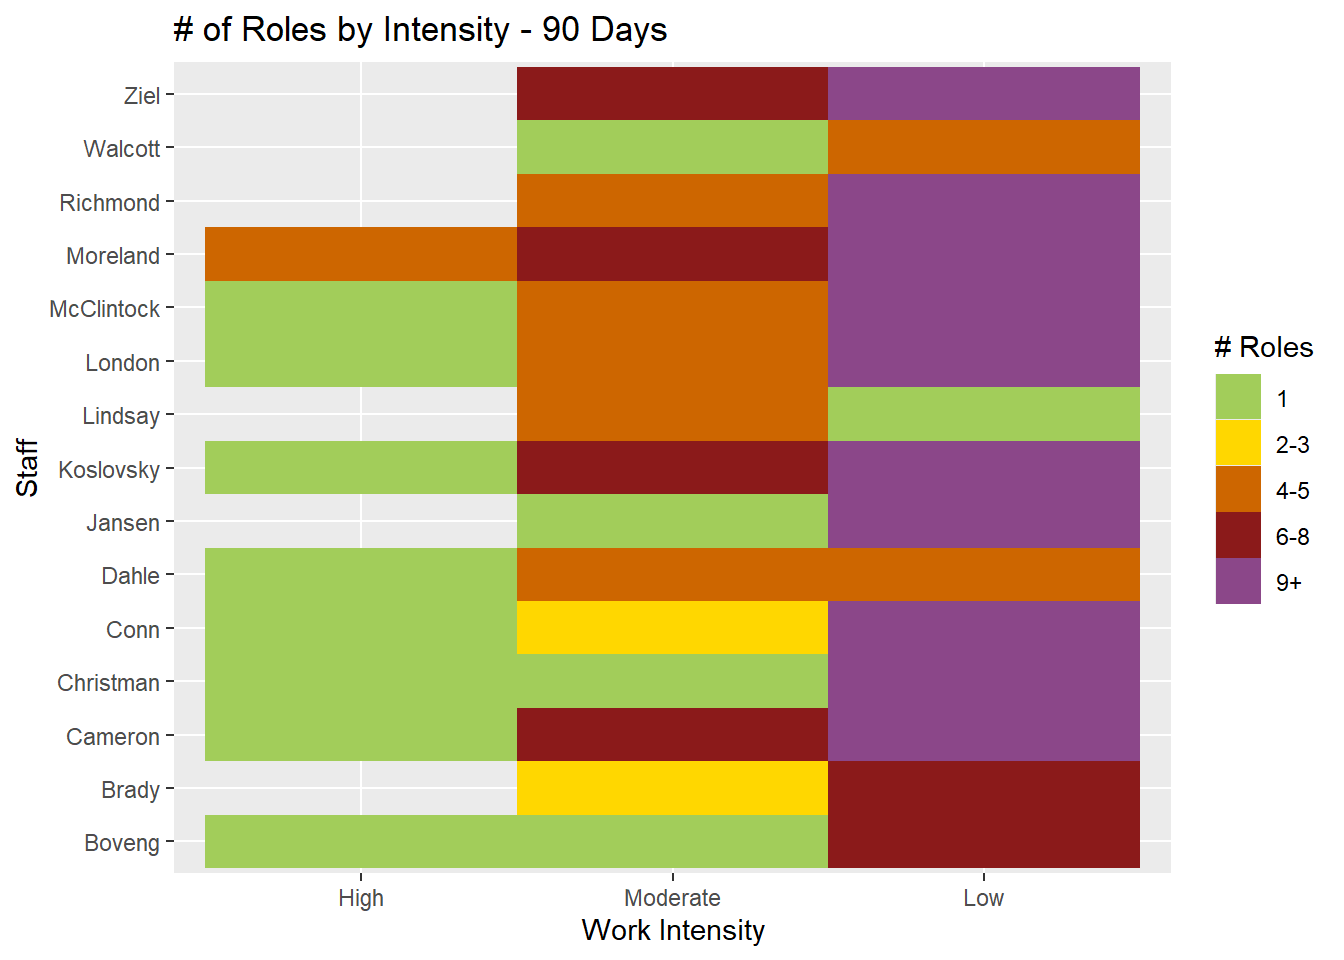 # of Roles by Intensity - 90 Days
Ziel
Walcott
Richmond
Moreland
McClintock
London
Lindsay
Koslovsky
Jansen
Dahle
Conn
Christman
Cameron
Brady
Boveng
Staff
High
Moderate
Low
Work Intensity
# Roles
1
2-3
4-5
6-8
9+